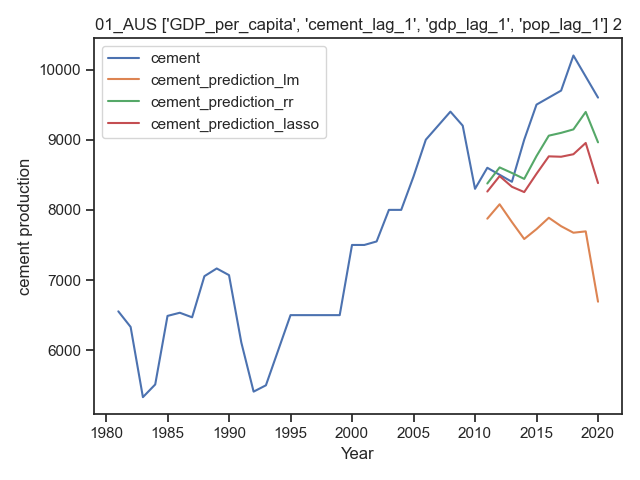 01_AUS ['GDP_per_capita', 'cement_lag_1', 'gdp_lag_1', 'pop_lag_1'] 2
cement
cement_prediction_lm
cement_prediction_rr
cement_prediction_lasso
cement production
10000
9000
8000
7000
6000
1980 1985 1990 1995 2000 2005 2010 2015 2020
Year